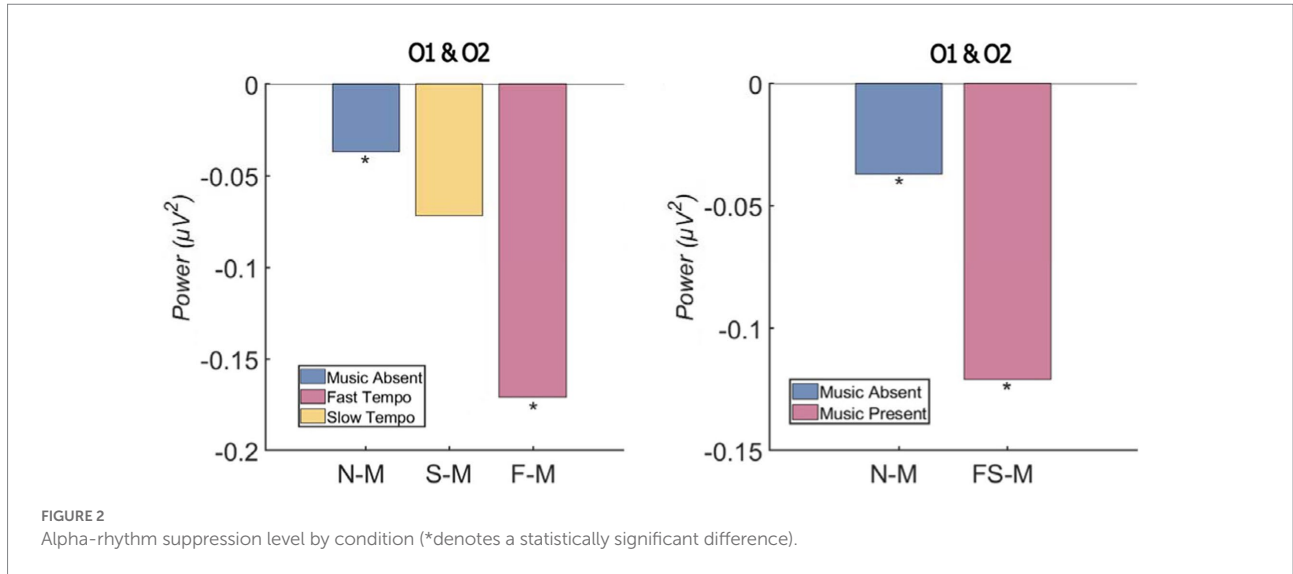 O1 & O2
0
-0.05
-0.1
-0.15
-0.2
Power (µV²)
Music Absent
Fast Tempo
Slow Tempo
*
*
N-M S-M F-M
O1 & O2
0
-0.05
-0.1
-0.15
Power (µV²)
Music Absent
Music Present
*
*
N-M FS-M
FIGURE 2
Alpha-rhythm suppression level by condition (*denotes a statistically significant difference).